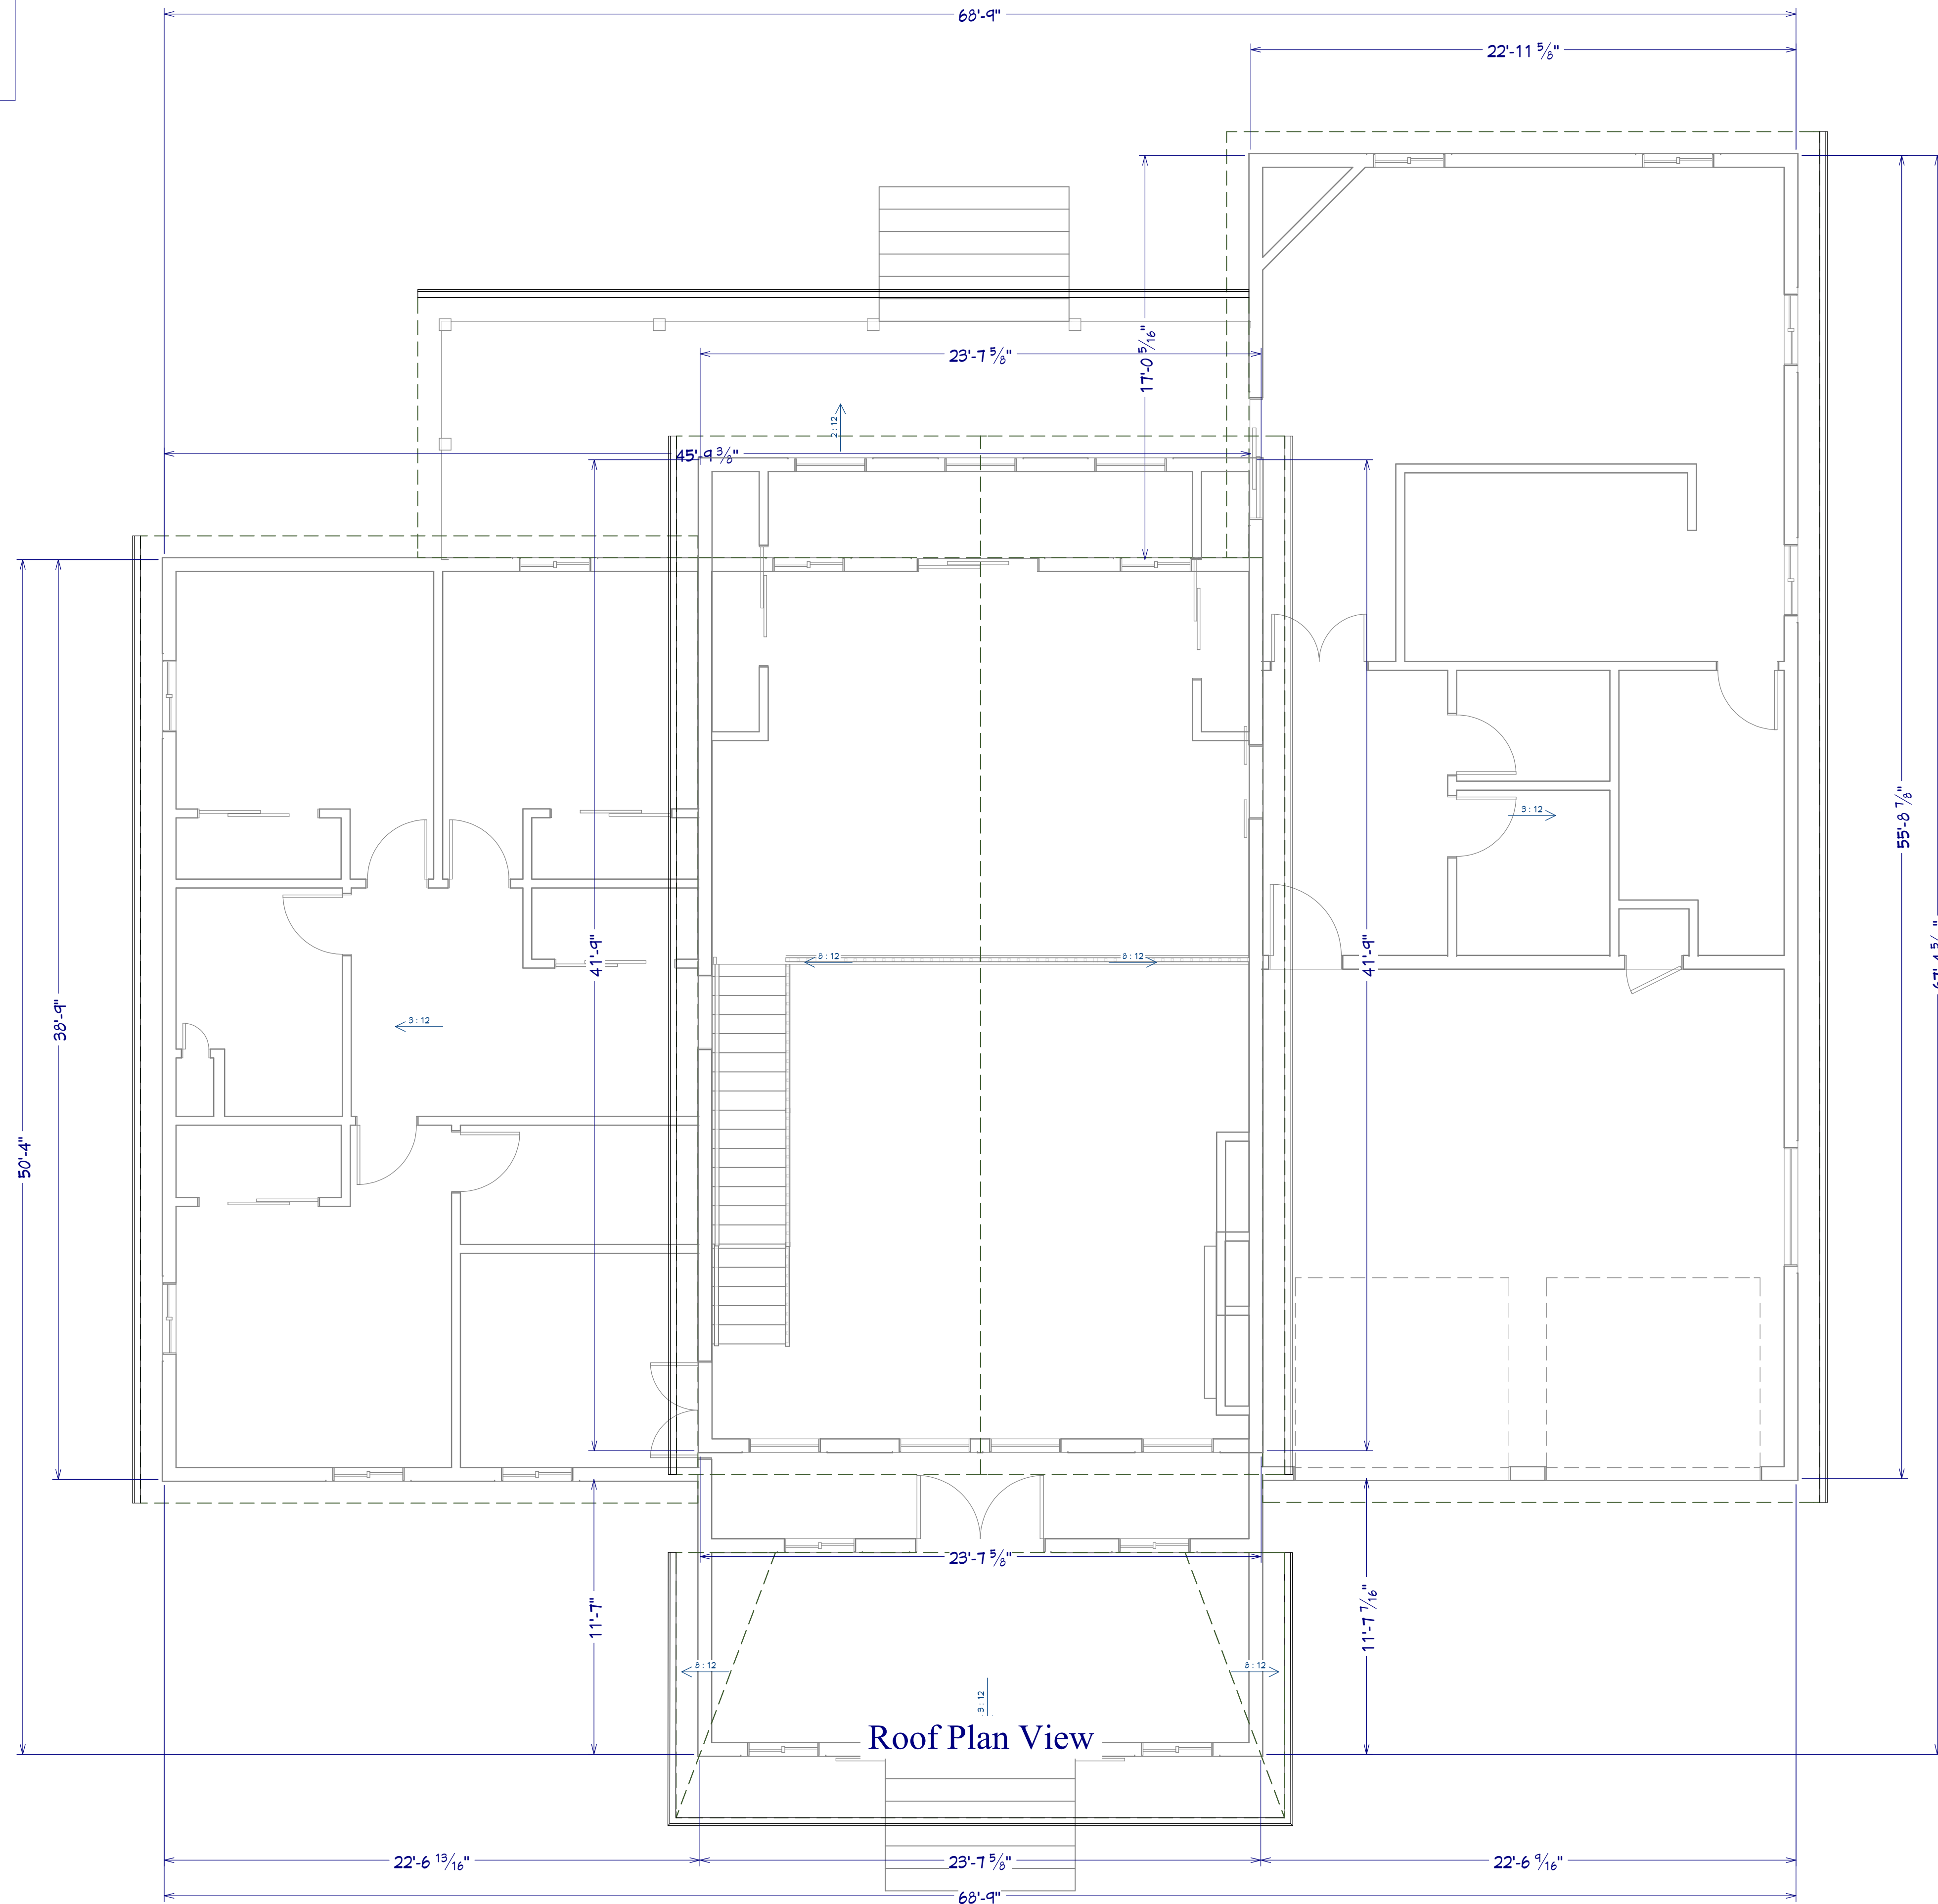 68'-9"
22'-11 5/8"
23'-7 5/8"
17'-0 5/16"
2 : 12
45'-9 3/8"
3 : 12
55'-8 7/8"
41'-9"
8 : 12
8 : 12
41'-9"
38'-9"
3 : 12
50'-4"
23'-7 5/8"
11'-7"
11'-7 7/16"
8 : 12
8 : 12
3 : 12
Roof Plan View
22'-6 13/16"
23'-7 5/8"
22'-6 9/16"
68'-9"